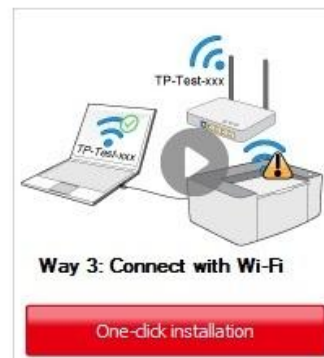 TP-Test-xxx
TP-Test-xxx
Way 3: Connect with Wi-Fi
One-click installation